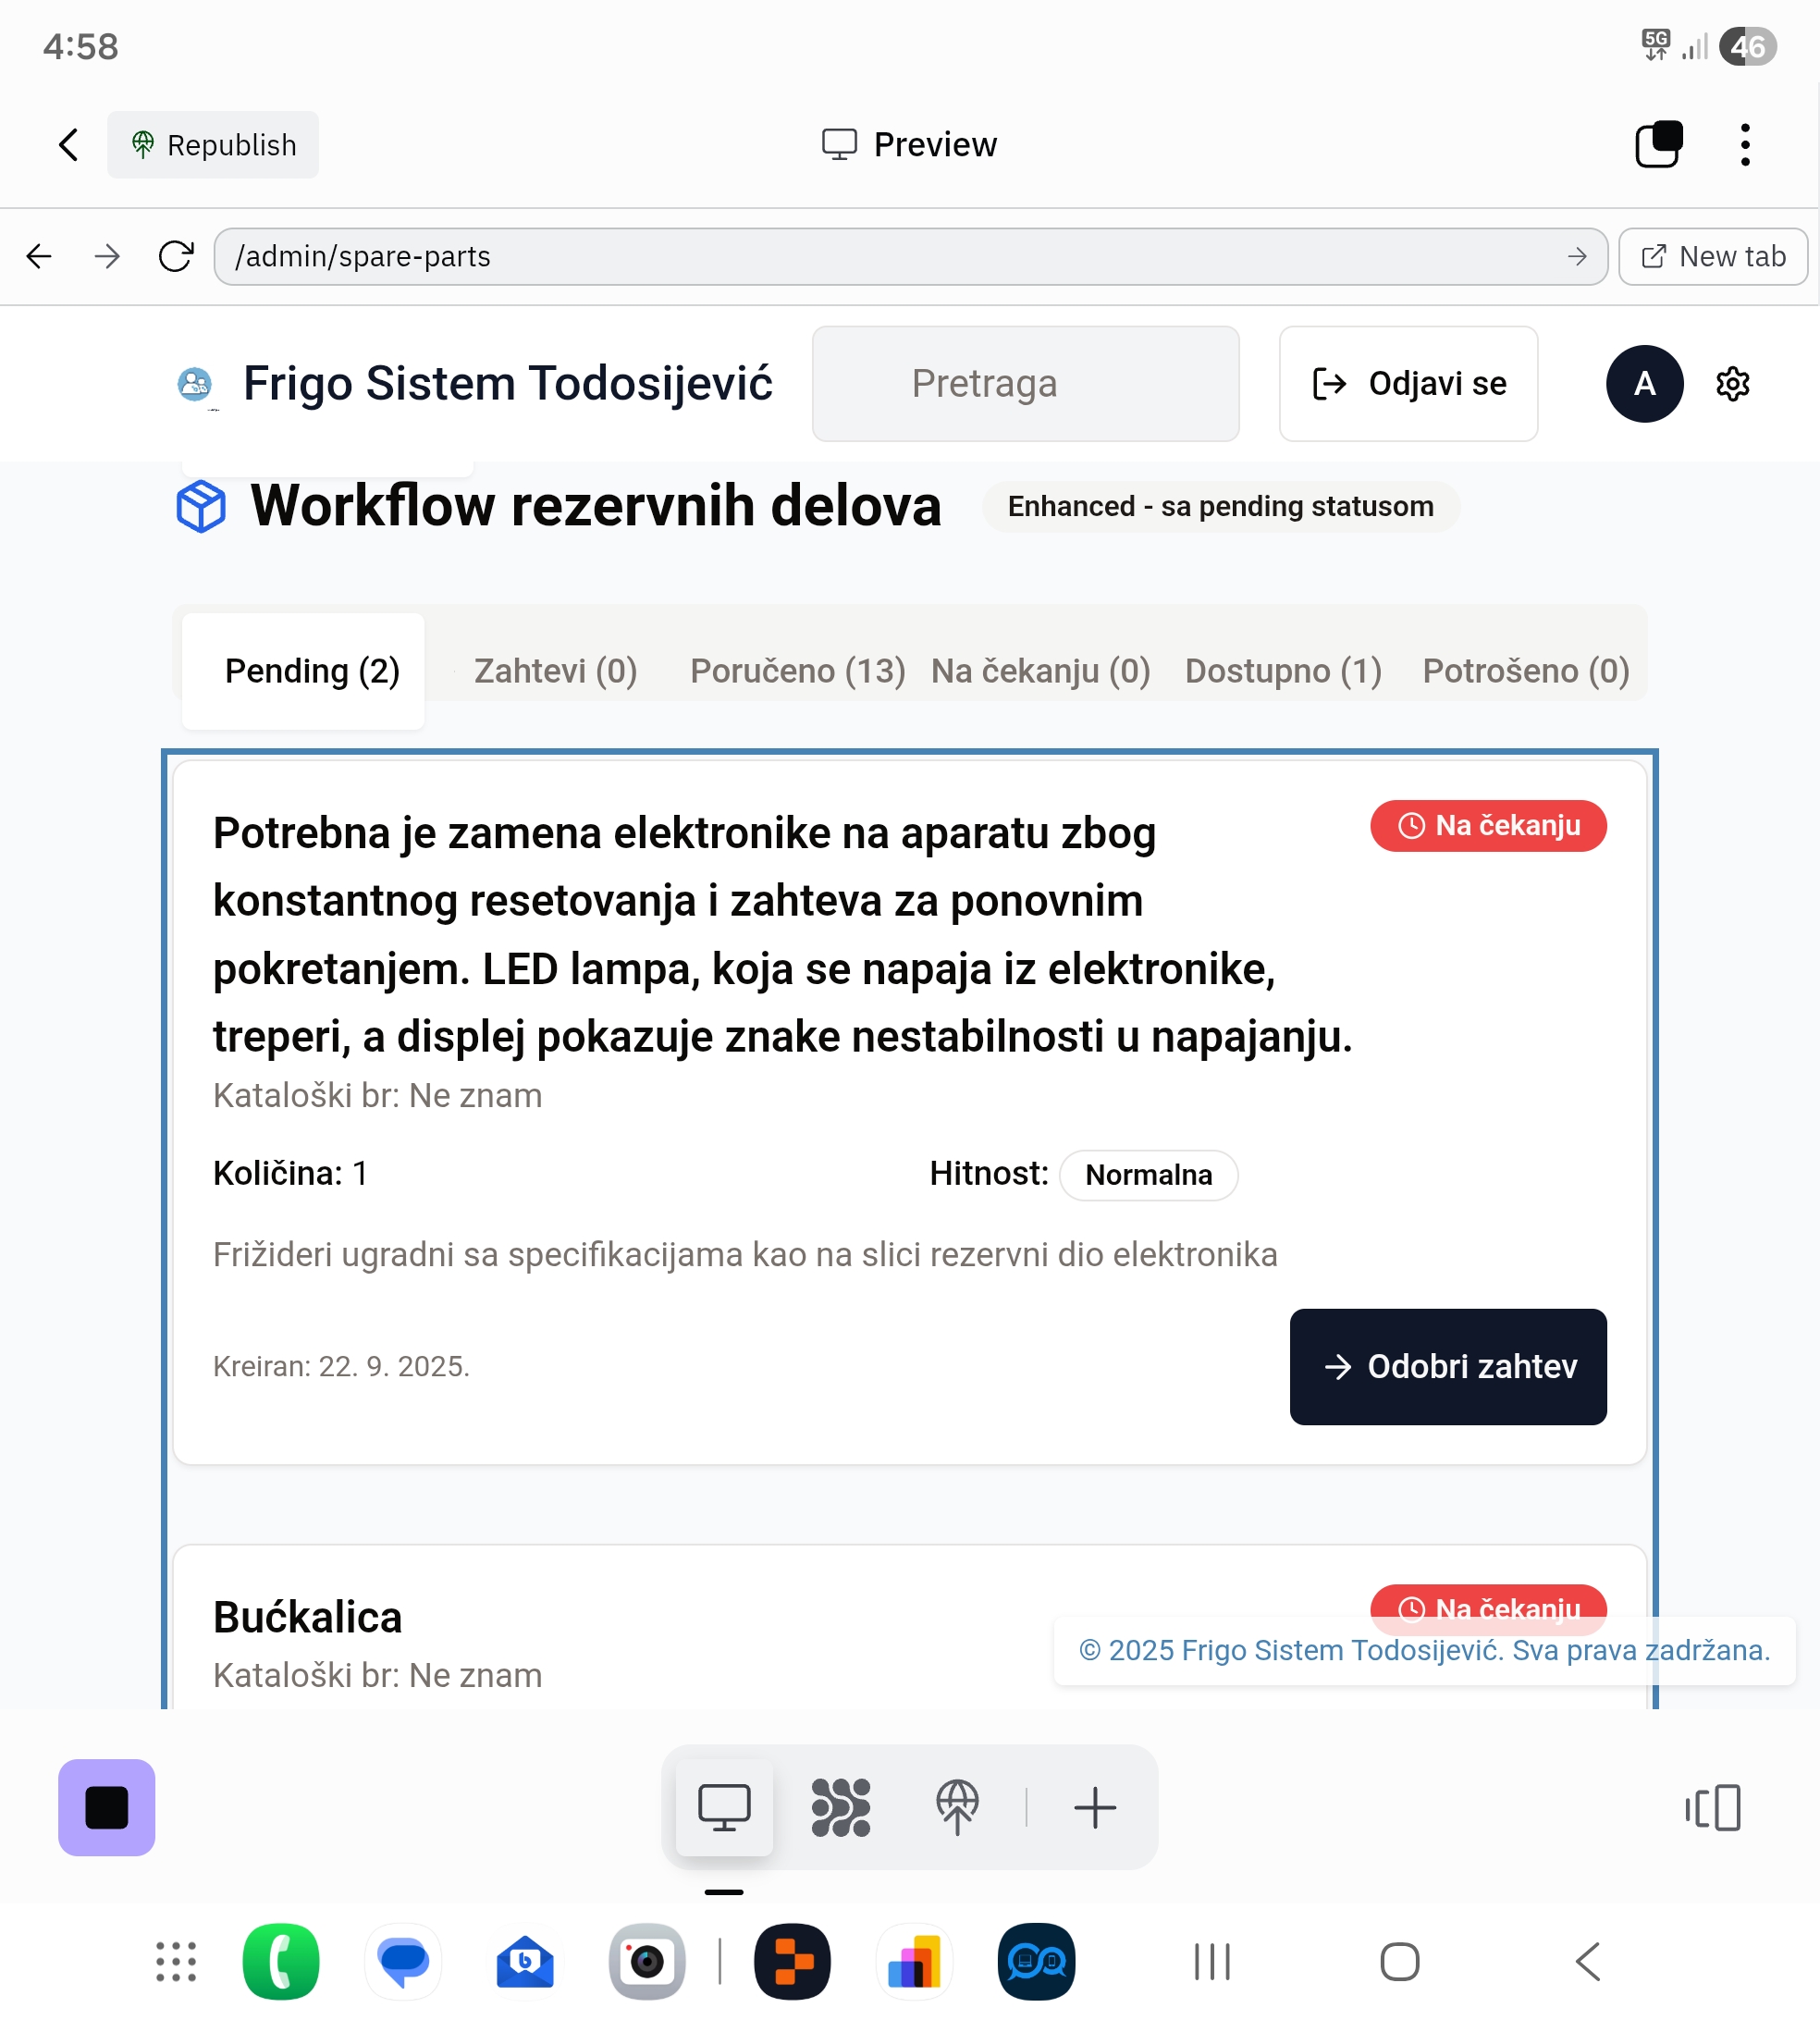 4:58
5G
46
Republish
Preview
/admin/spare-parts
New tab
Frigo Sistem Todosijević
Pretraga
Odjavi se
A
Workflow rezervnih delova
Enhanced - sa pending statusom
Pending (2)
Zahtevi (0)
Poručeno (13)
Na čekanju (0)
Dostupno (1)
Potrošeno (0)
Potrebna je zamena elektronike na aparatu zbog
konstantnog resetovanja i zahteva za ponovnim
pokretanjem. LED lampa, koja se napaja iz elektronike,
treperi, a displej pokazuje znake nestabilnosti u napajanju.
Na čekanju
Kataloški br: Ne znam
Količina: 1
Hitnost: Normalna
Frižideri ugradni sa specifikacijama kao na slici rezervni dio elektronika
Kreiran: 22. 9. 2025.
Odobri zahtev
Bućkalica
Na čekanju
Kataloški br: Ne znam
© 2025 Frigo Sistem Todosijević. Sva prava zadržana.